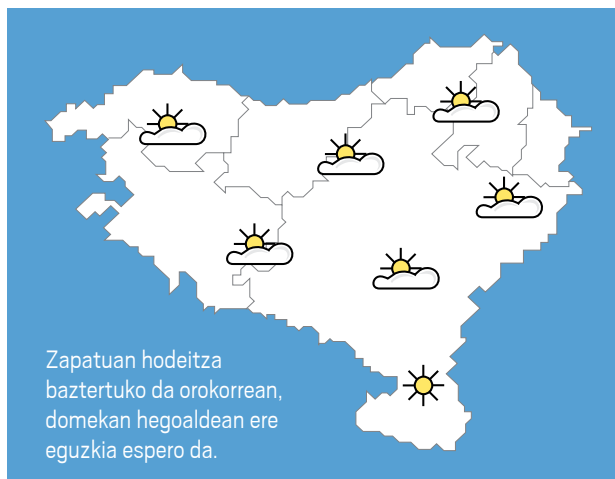 Zapatuan hodeitza
baztertuko da orokorrean,
domekan hegoaldean ere
eguzkia espero da.